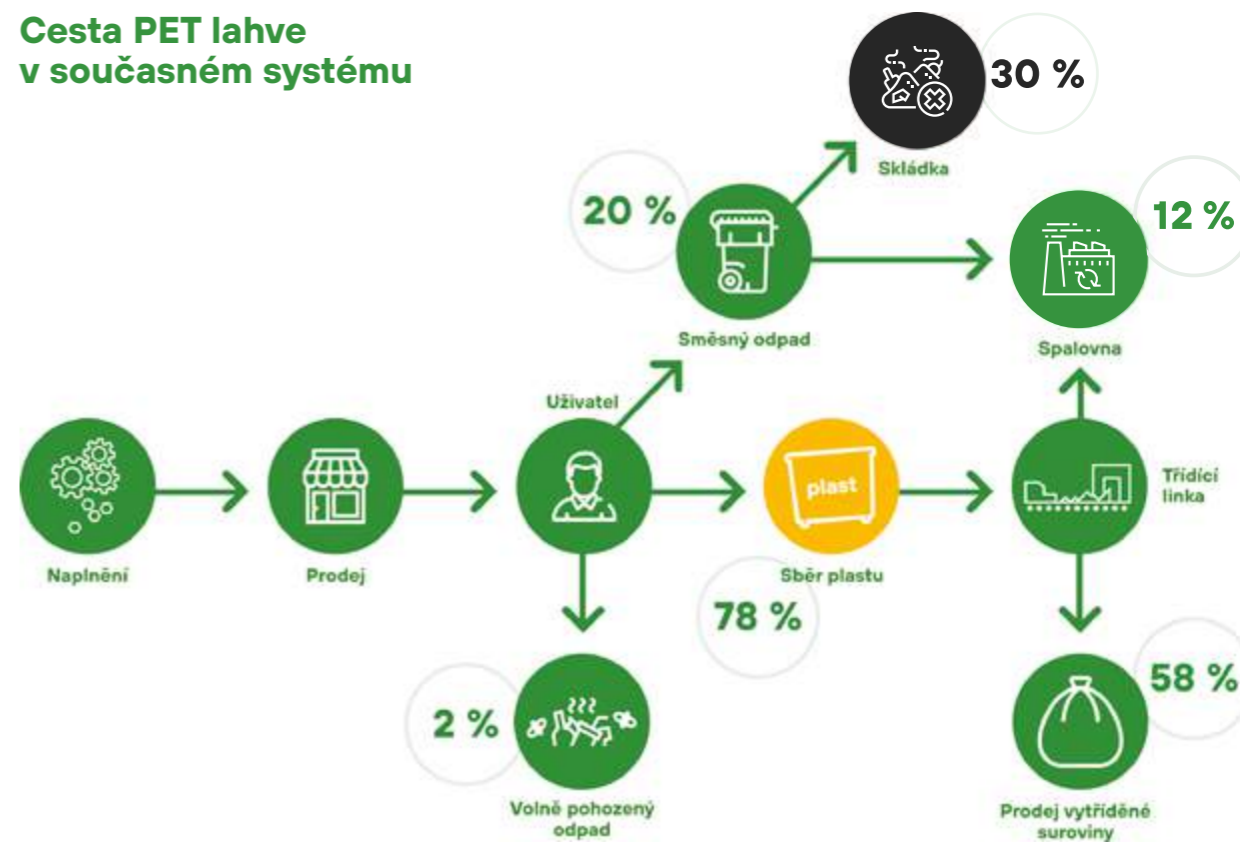 Cesta PET lahve
v současném systému
30 %
Skládka
20 %
12 %
Směsný odpad
Spalovna
Uživatel
plast
Třídící
linka
Naplnění
Prodej
Sběr plastu
78 %
58 %
2 %
Volně pohozený
odpad
Prodej vytříděné
suroviny